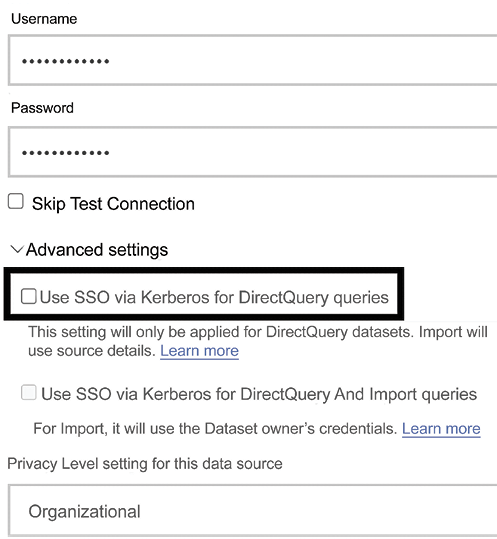 Username
••••••••••••
Password
••••••••••••
Skip Test Connection
Advanced settings
Use SSO via Kerberos for DirectQuery queries
This setting will only be applied for DirectQuery datasets. Import will
use source details. Learn more
Use SSO via Kerberos for DirectQuery And Import queries
For Import, it will use the Dataset owner's credentials. Learn more
Privacy Level setting for this data source
Organizational